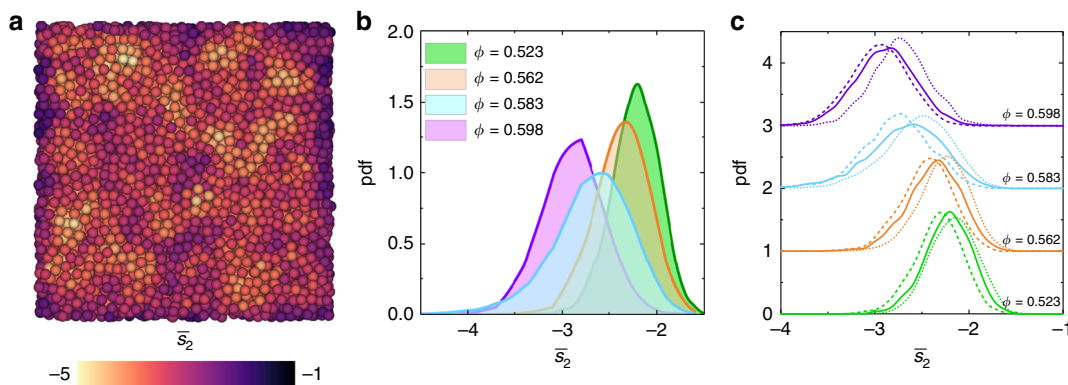 a
s̅₂
−5
−1
b
pdf
2.0
1.5
1.0
0.5
0.0
ϕ = 0.523
ϕ = 0.562
ϕ = 0.583
ϕ = 0.598
−4
−3
−2
s̅₂
c
pdf
4
3
2
1
0
ϕ = 0.598
ϕ = 0.583
ϕ = 0.562
ϕ = 0.523
−4
−3
−2
−1
s̅₂